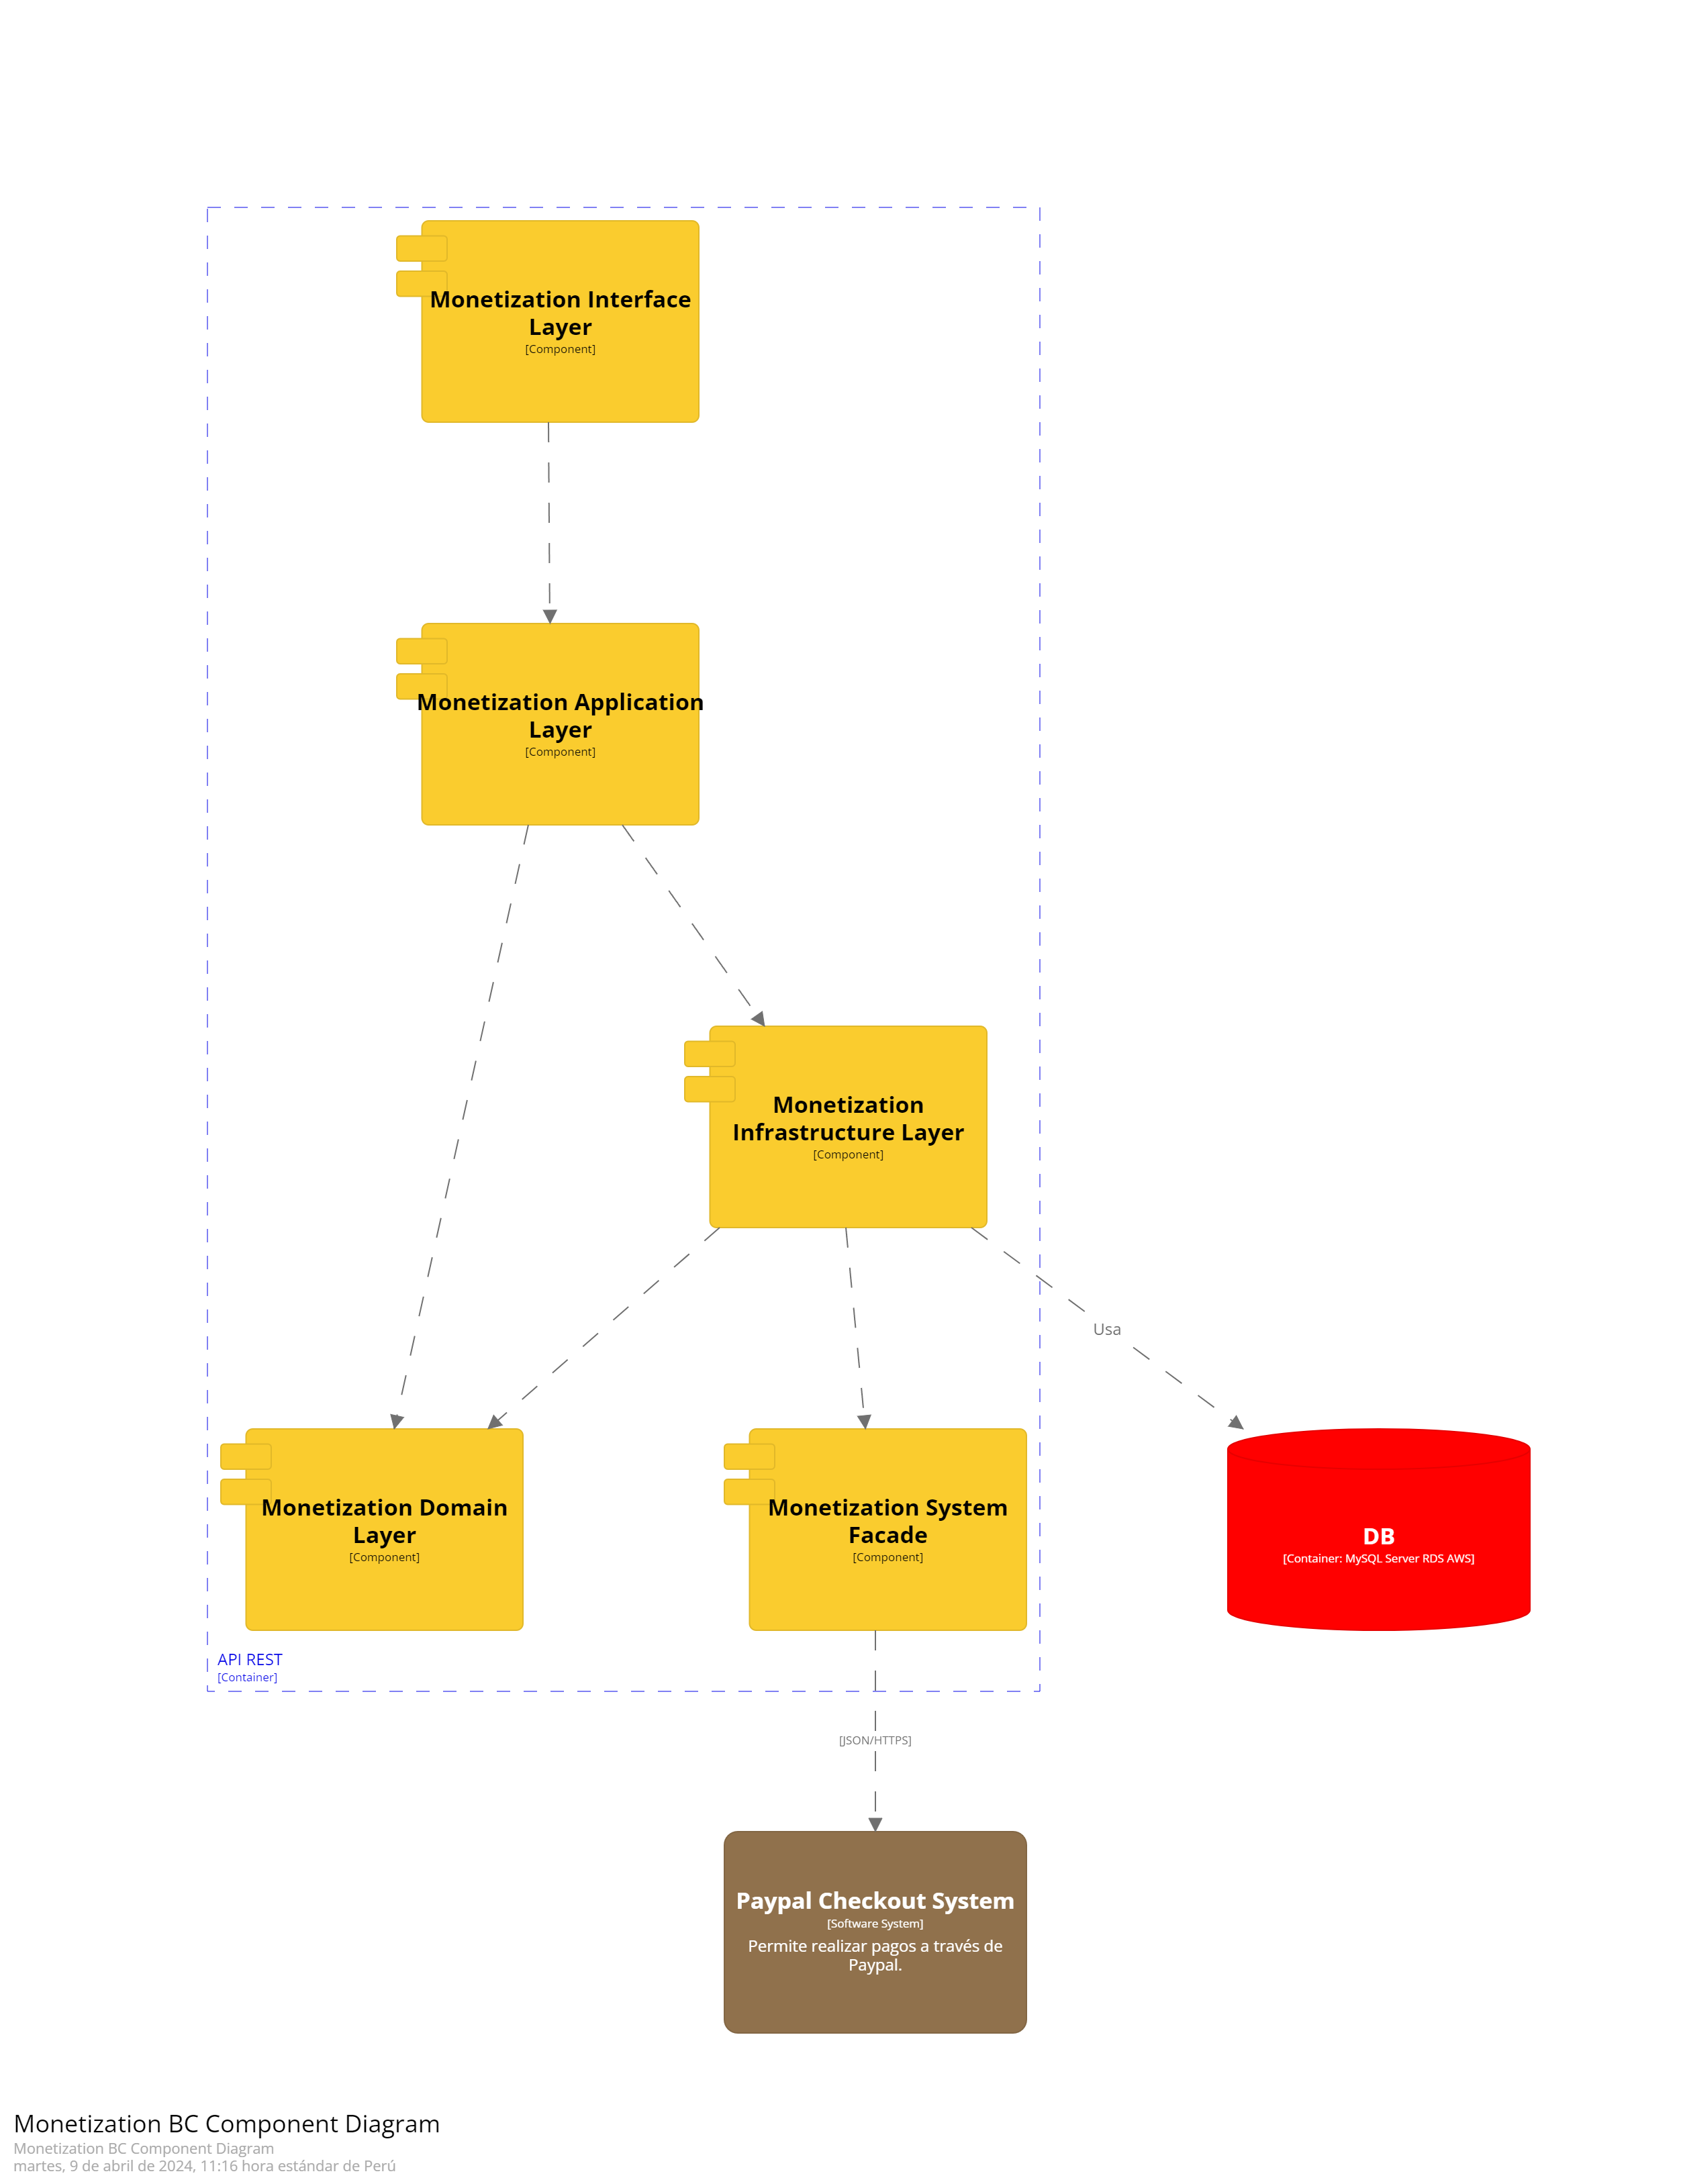 Monetization Interface
Layer
[Component]
Monetization Application
Layer
[Component]
Monetization
Infrastructure Layer
[Component]
Usa
Monetization Domain
Layer
[Component]
Monetization System
Facade
[Component]
DB
[Container: MySQL Server RDS AWS]
API REST
[Container]
[JSON/HTTPS]
Paypal Checkout System
[Software System]
Permite realizar pagos a través de
Paypal.
Monetization BC Component Diagram
Monetization BC Component Diagram
martes, 9 de abril de 2024, 11:16 hora estándar de Perú